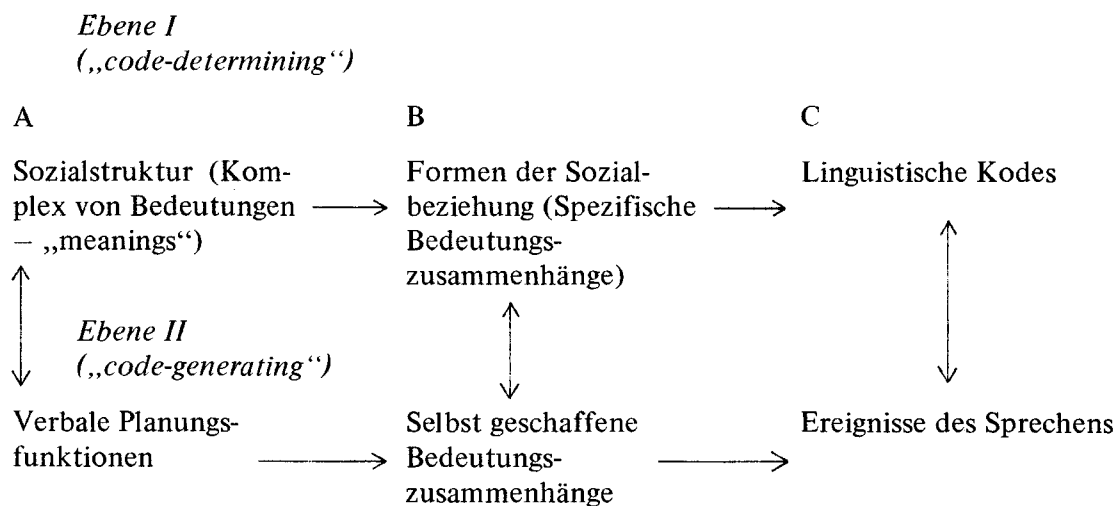 Ebene I
(„code-determining“)
A
B
C
Sozialstruktur (Kom-
plex von Bedeutungen
– „meanings“)
Formen der Sozial-
beziehung (Spezifische
Bedeutungs-
zusammenhänge)
Linguistische Kodes
Ebene II
(„code-generating“)
Verbale Planungs-
funktionen
Selbst geschaffene
Bedeutungs-
zusammenhänge
Ereignisse des Sprechens